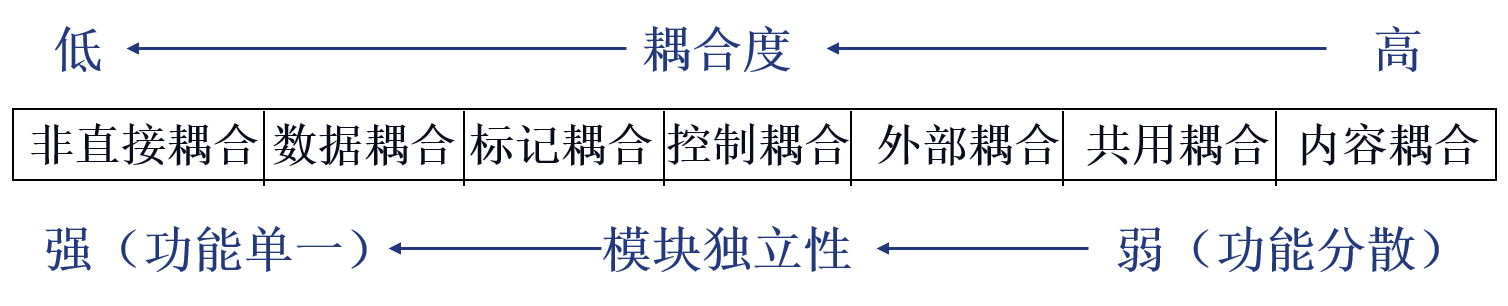 低 耦合度 高
非直接耦合 数据耦合 标记耦合 控制耦合 外部耦合 共用耦合 内容耦合
强（功能单一） 模块独立性 弱（功能分散）